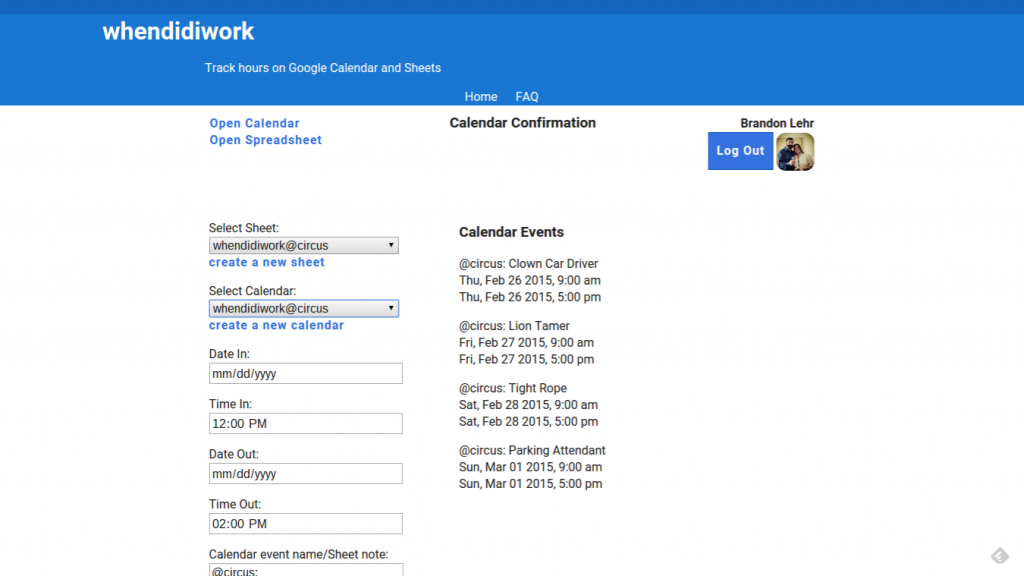 whendidiwork
Track hours on Google Calendar and Sheets
Home FAQ
Open Calendar
Open Spreadsheet
Calendar Confirmation
Brandon Lehr
Log Out
Select Sheet:
whendidiwork@circus
create a new sheet
Select Calendar:
whendidiwork@circus
create a new calendar
Date In:
mm/dd/yyyy
Time In:
12:00 PM
Date Out:
mm/dd/yyyy
Time Out:
02:00 PM
Calendar event name/Sheet note:
@circus:
Calendar Events
@circus: Clown Car Driver
Thu, Feb 26 2015, 9:00 am
Thu, Feb 26 2015, 5:00 pm
@circus: Lion Tamer
Fri, Feb 27 2015, 9:00 am
Fri, Feb 27 2015, 5:00 pm
@circus: Tight Rope
Sat, Feb 28 2015, 9:00 am
Sat, Feb 28 2015, 5:00 pm
@circus: Parking Attendant
Sun, Mar 01 2015, 9:00 am
Sun, Mar 01 2015, 5:00 pm